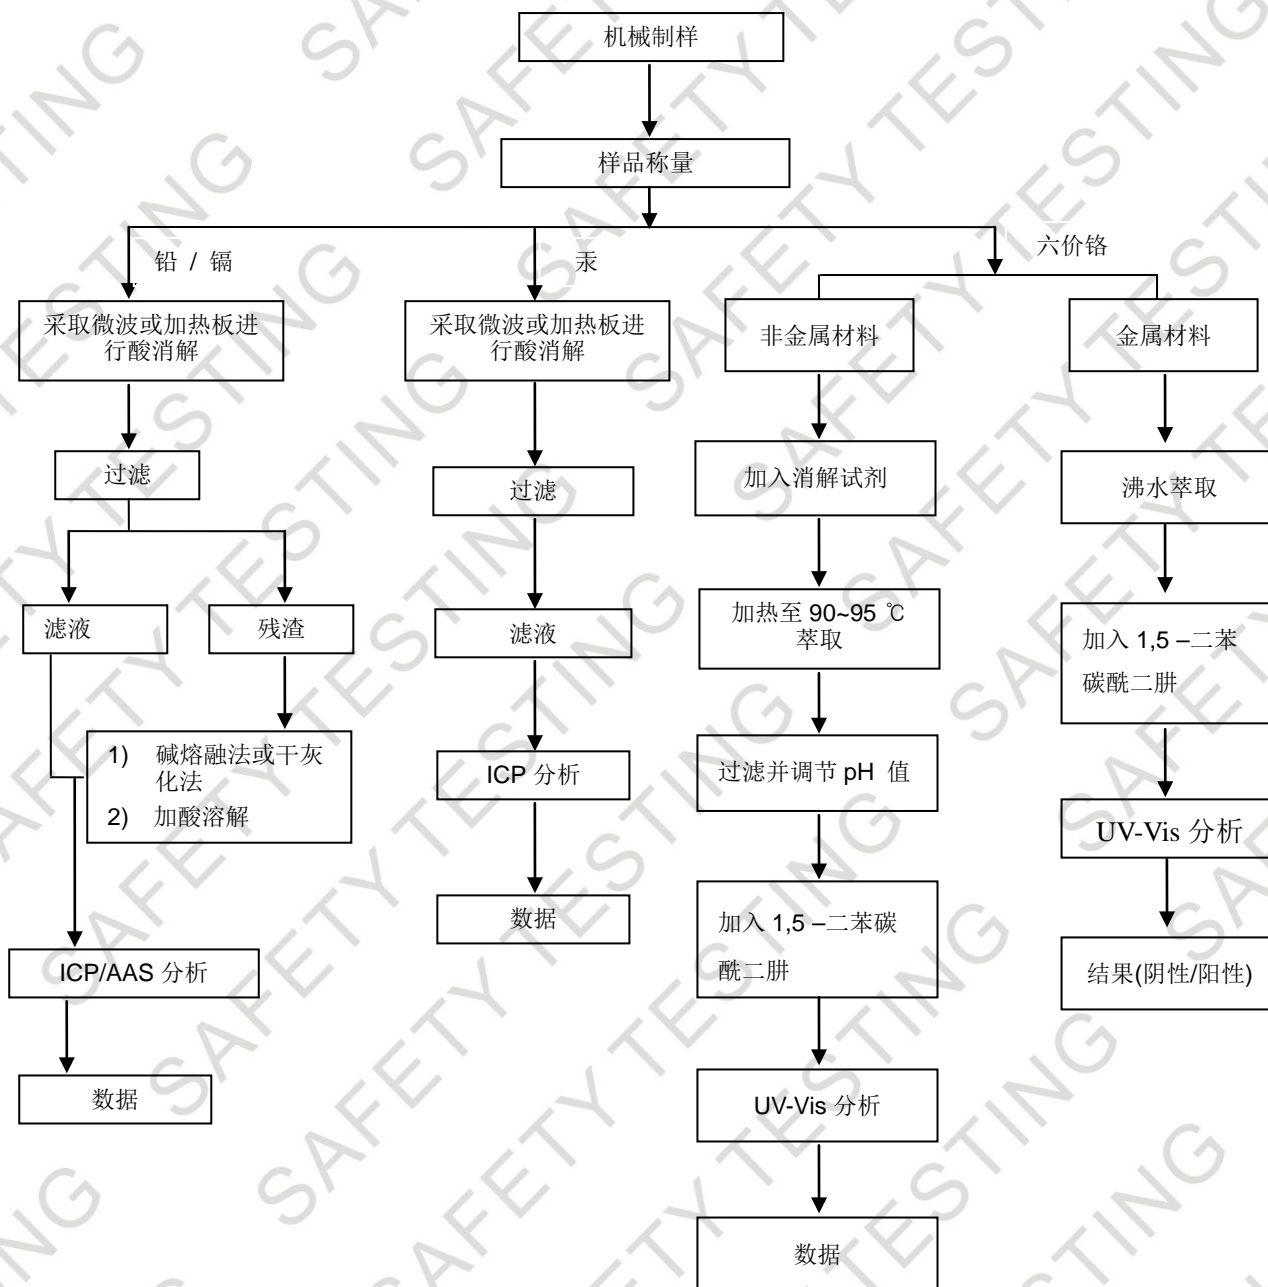 机械制样
样品称量
铅 / 镉
汞
六价铬
采取微波或加热板进
行酸消解
采取微波或加热板进
行酸消解
非金属材料
金属材料
过滤
过滤
加入消解试剂
沸水萃取
滤液
残渣
滤液
加热至 90~95 ℃
萃取
加入 1,5 –二苯
碳酰二肼
1) 碱熔融法或干灰
化法
2) 加酸溶解
ICP 分析
过滤并调节 pH 值
UV-Vis 分析
数据
加入 1,5 –二苯碳
酰二肼
ICP/AAS 分析
结果(阴性/阳性)
数据
UV-Vis 分析
数据
SAFETY TESTING